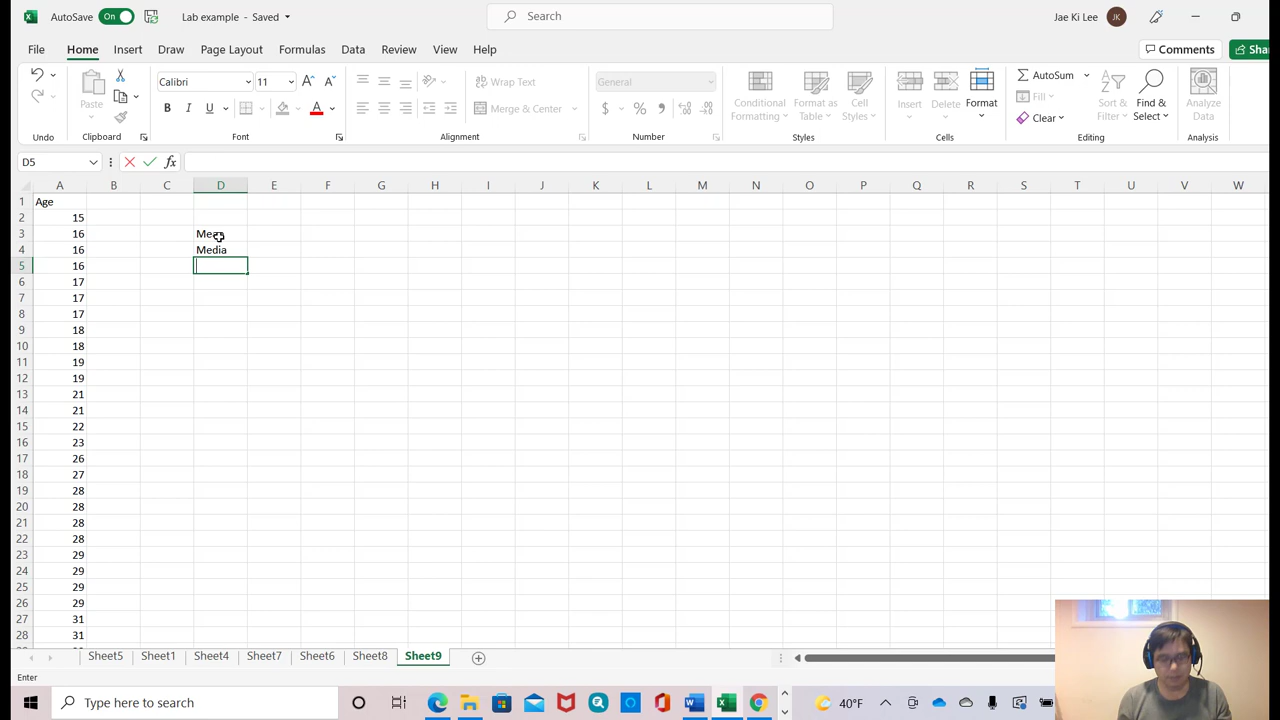 AutoSave On Lab example - Saved Search Jae Ki Lee JK
File Home Insert Draw Page Layout Formulas Data Review View Help Comments Sha
Calibri 11 Wrap Text General AutoSum
Paste B I U A Merge & Center $ % Conditional Formatting Format as Table Cell Styles Insert Delete Format Fill Clear Sort & Filter Find & Select Analyze Data
Undo Clipboard Font Alignment Number Styles Cells Editing Analysis
D5 fx
A B C D E F G H I J K L M N O P Q R S T U V W
1 Age
2 15
3 16
4 16 Media
5 16
6 17
7 17
8 17
9 18
10 18
11 19
12 19
13 21
14 21
15 22
16 23
17 26
18 27
19 28
20 28
21 28
22 28
23 29
24 29
25 29
26 29
27 31
28 31
Sheet5 Sheet1 Sheet4 Sheet7 Sheet6 Sheet8 Sheet9
Enter
Type here to search 40°F